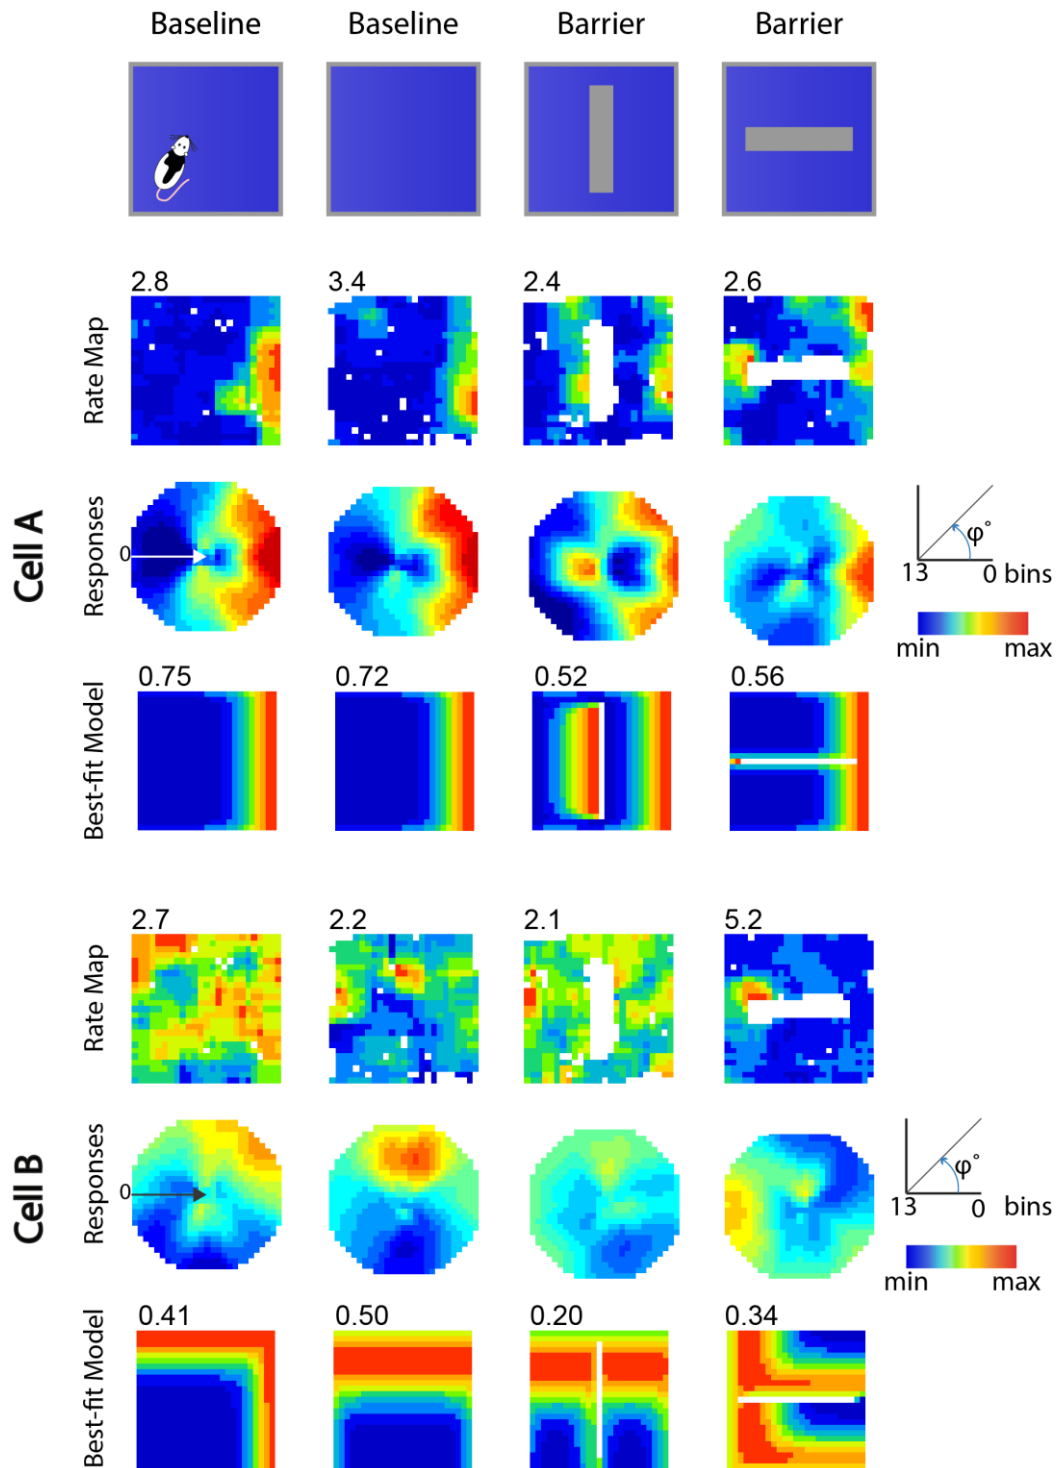 Baseline Baseline Barrier Barrier
Rate Map
2.8 3.4 2.4 2.6
Cell A
Responses
0
φ°
13 0 bins
min max
Best-fit Model
0.75 0.72 0.52 0.56
Rate Map
2.7 2.2 2.1 5.2
Cell B
Responses
0
φ°
13 0 bins
min max
Best-fit Model
0.41 0.50 0.20 0.34